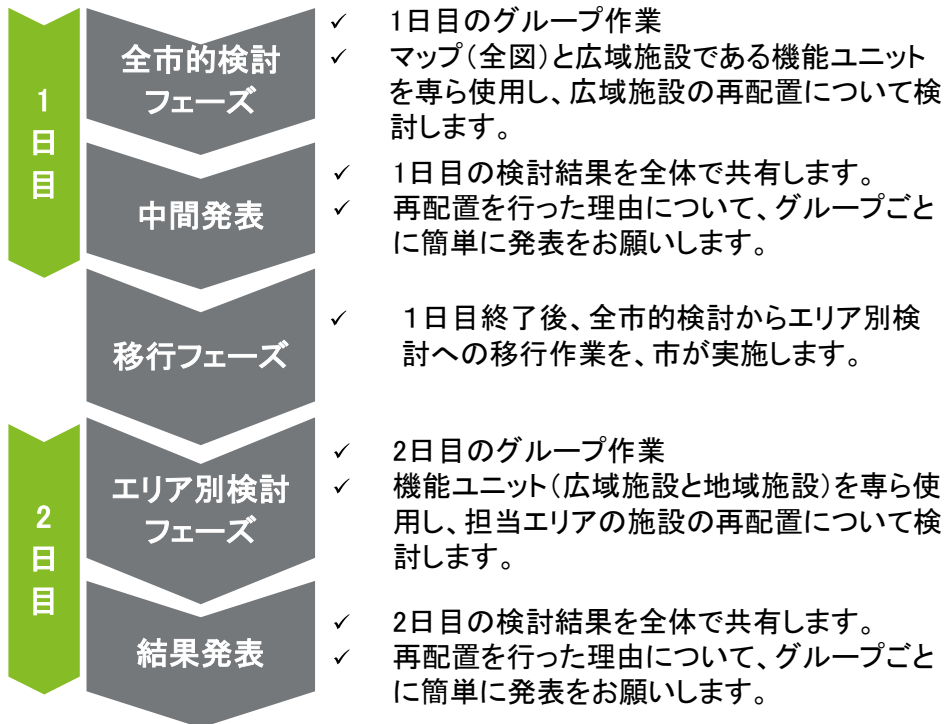 1
日
目
全市的検討
フェーズ
✓ 1日目のグループ作業
✓ マップ(全図)と広域施設である機能ユニット
を専ら使用し、広域施設の再配置について検
討します。
中間発表
✓ 1日目の検討結果を全体で共有します。
✓ 再配置を行った理由について、グループごと
に簡単に発表をお願いします。
移行フェーズ
✓ 1日目終了後、全市的検討からエリア別検
討への移行作業を、市が実施します。
2
日
目
エリア別検討
フェーズ
✓ 2日目のグループ作業
✓ 機能ユニット(広域施設と地域施設)を専ら使
用し、担当エリアの施設の再配置について検
討します。
結果発表
✓ 2日目の検討結果を全体で共有します。
✓ 再配置を行った理由について、グループごと
に簡単に発表をお願いします。